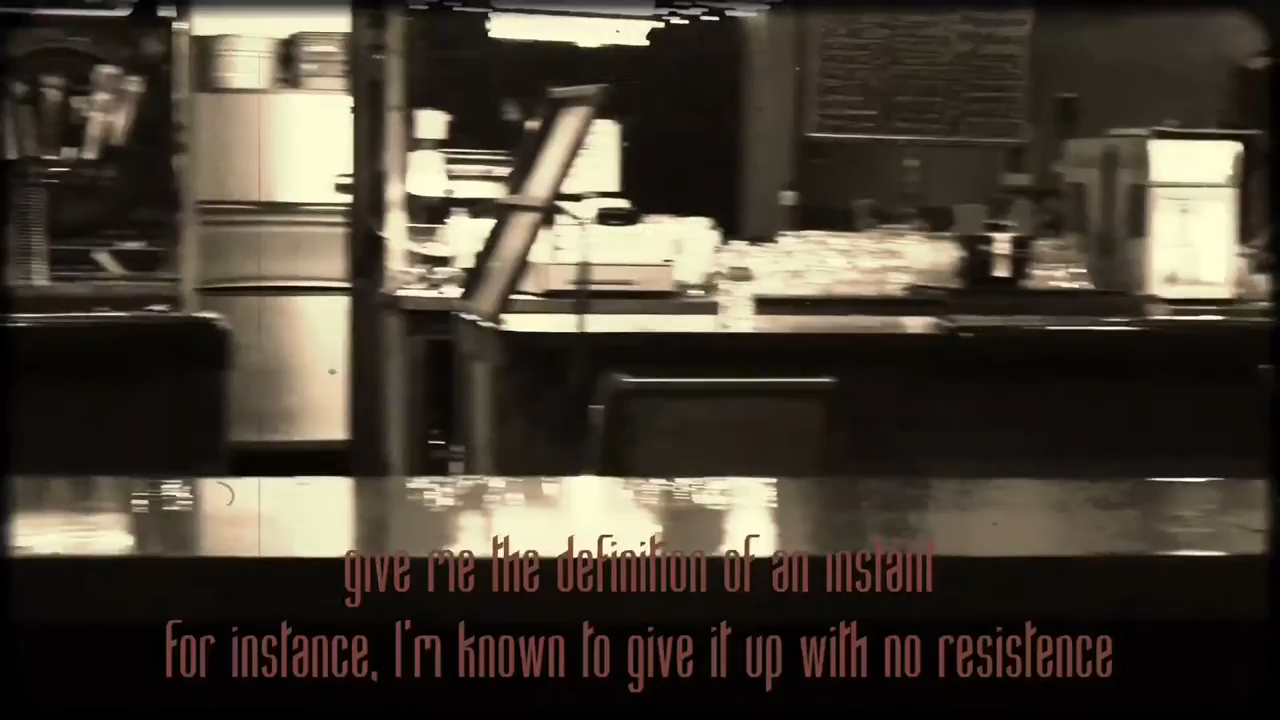 give me the definition of an instant
For instance, I'm known to give it up with no resistence